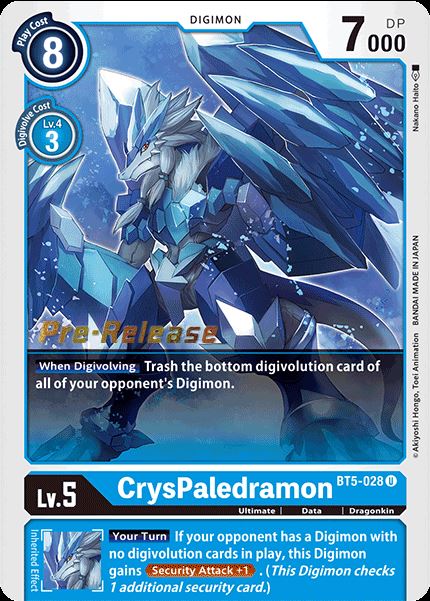 DIGIMON
Play Cost
8
7000
DP
Digivolve Cost
Lv.4
3
Nakano Haito
© Akiyoshi Hongo, Toei Animation BANDAI MADE IN JAPAN
Pre-Release
When Digivolving Trash the bottom digivolution card of
all of your opponent's Digimon.
BT5-028 U
Lv.5 CrysPaledramon
Ultimate | Data | Dragonkin
Inherited Effect
Your Turn If your opponent has a Digimon with
no digivolution cards in play, this Digimon
gains Security Attack +1 . (This Digimon checks
1 additional security card.)